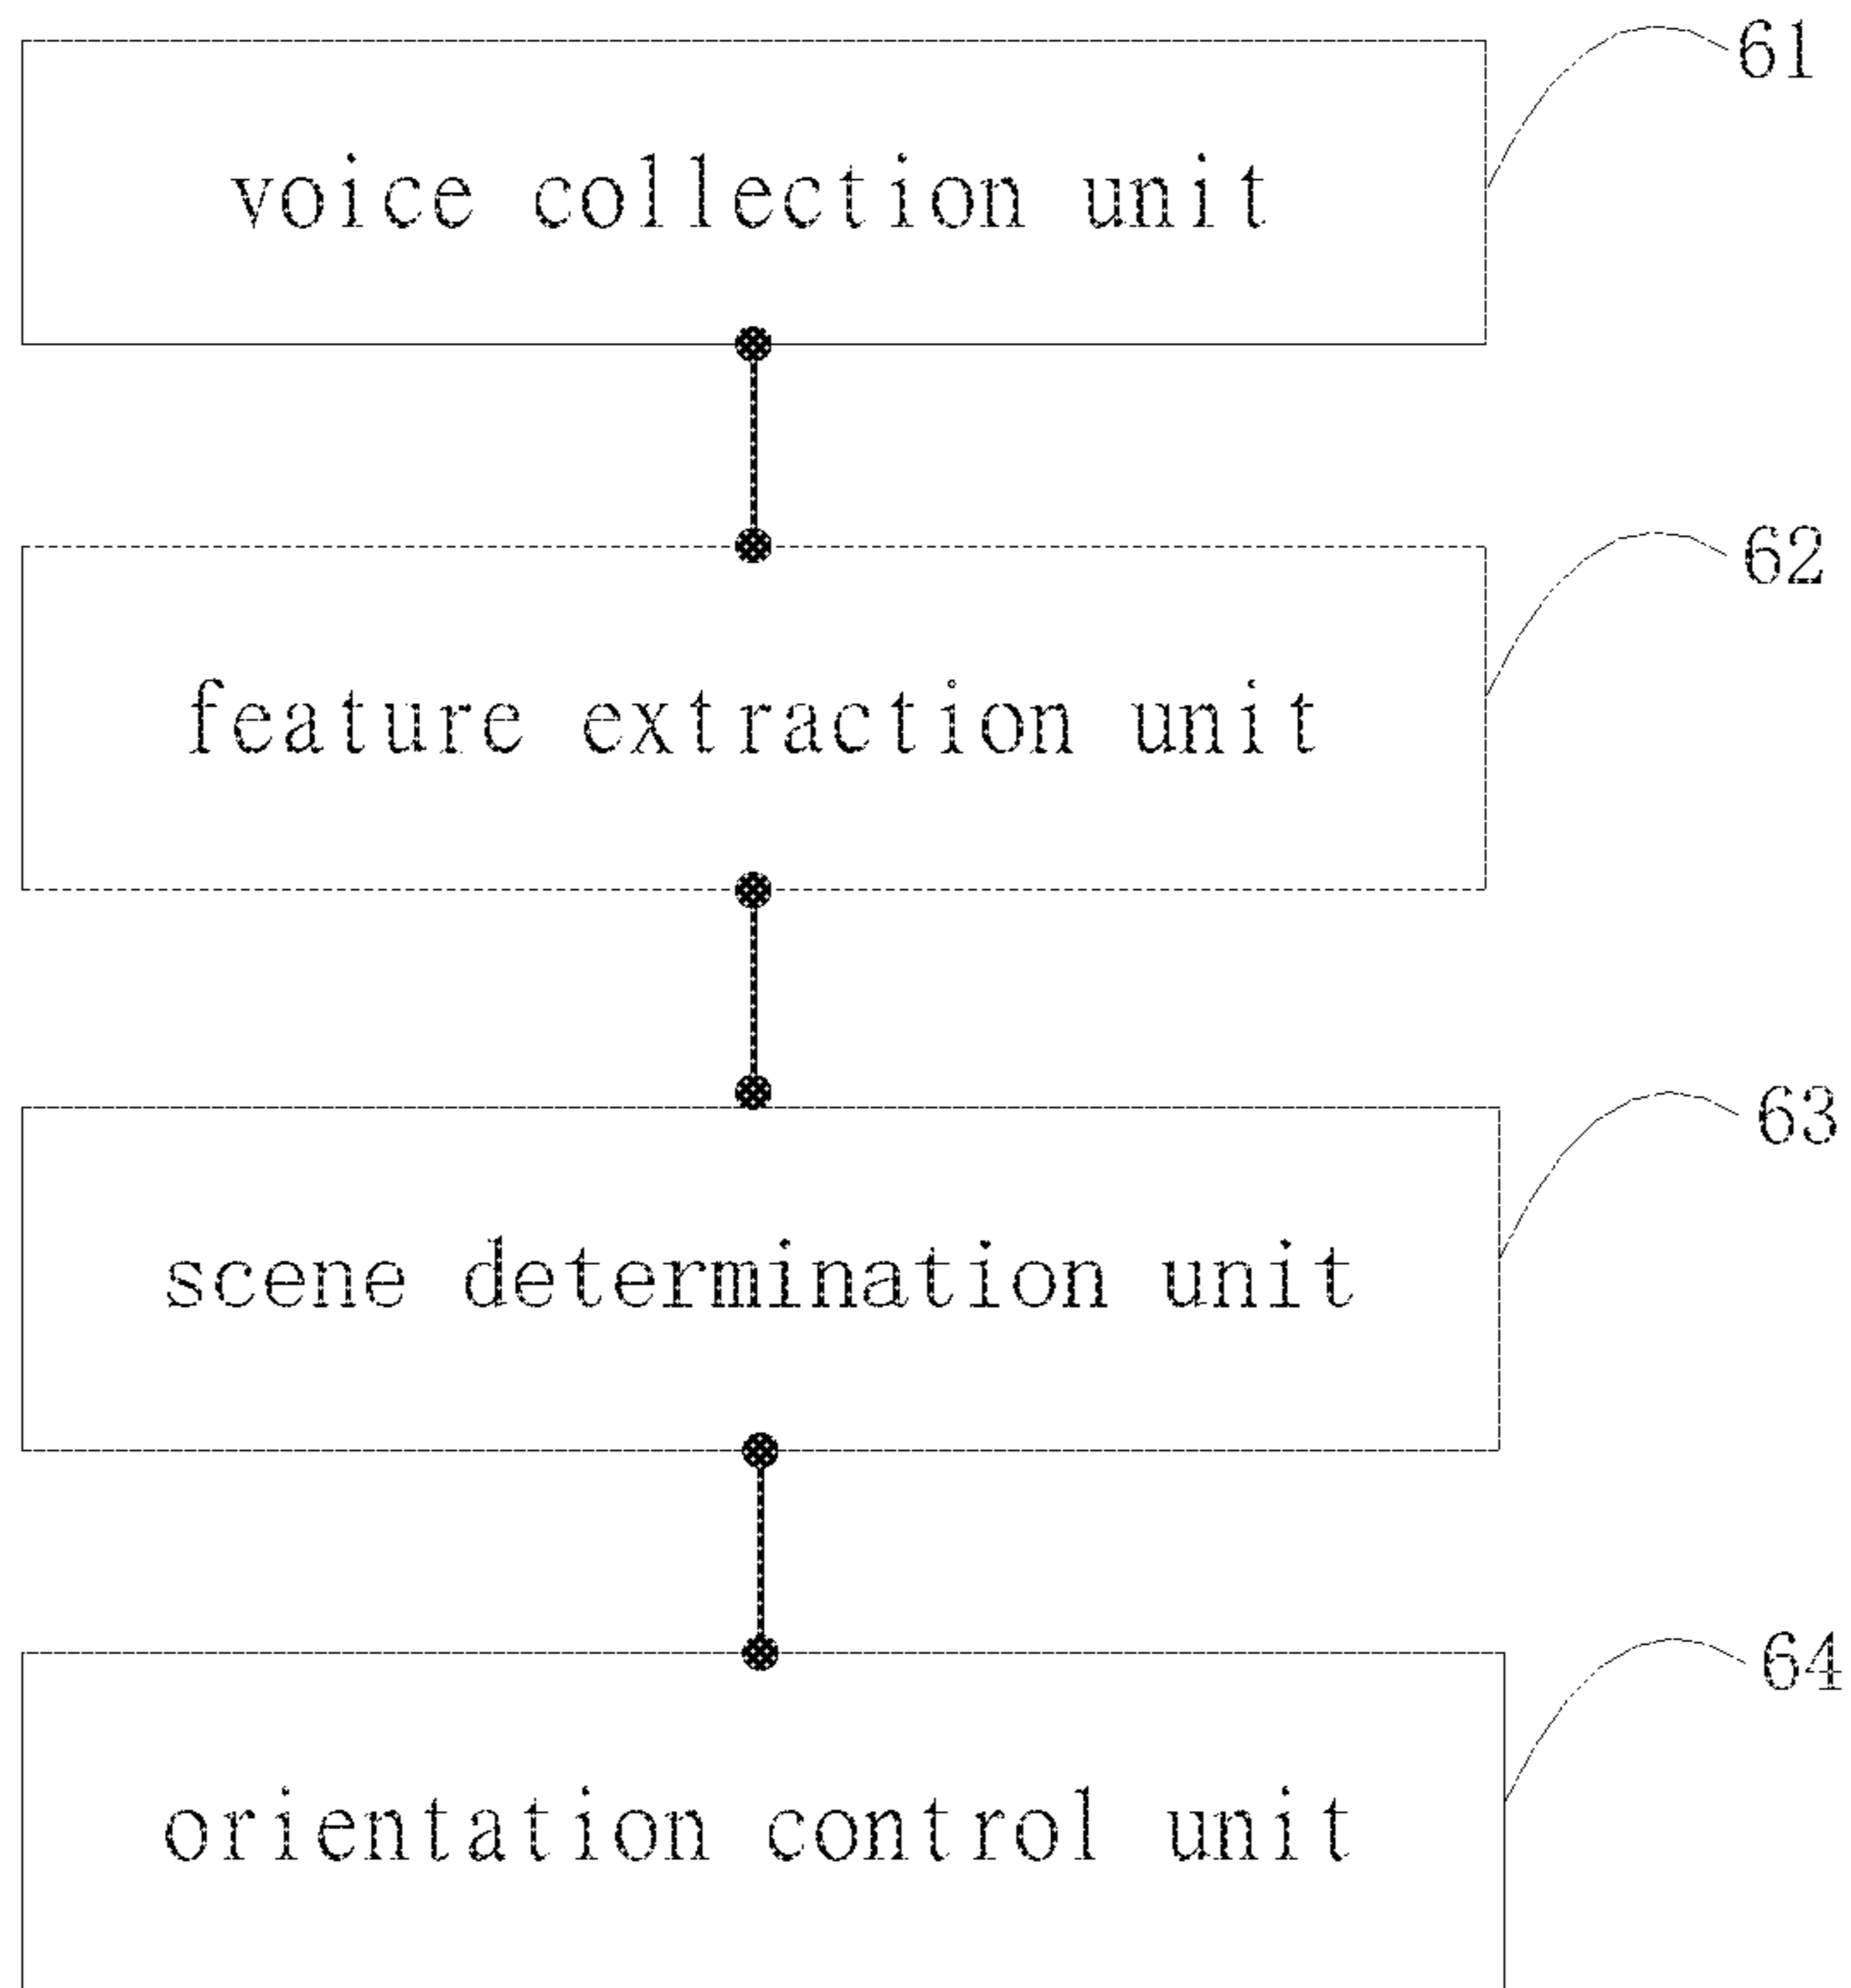 61
voice collection unit
62
feature extraction unit
63
scene determination unit
64
orientation control unit